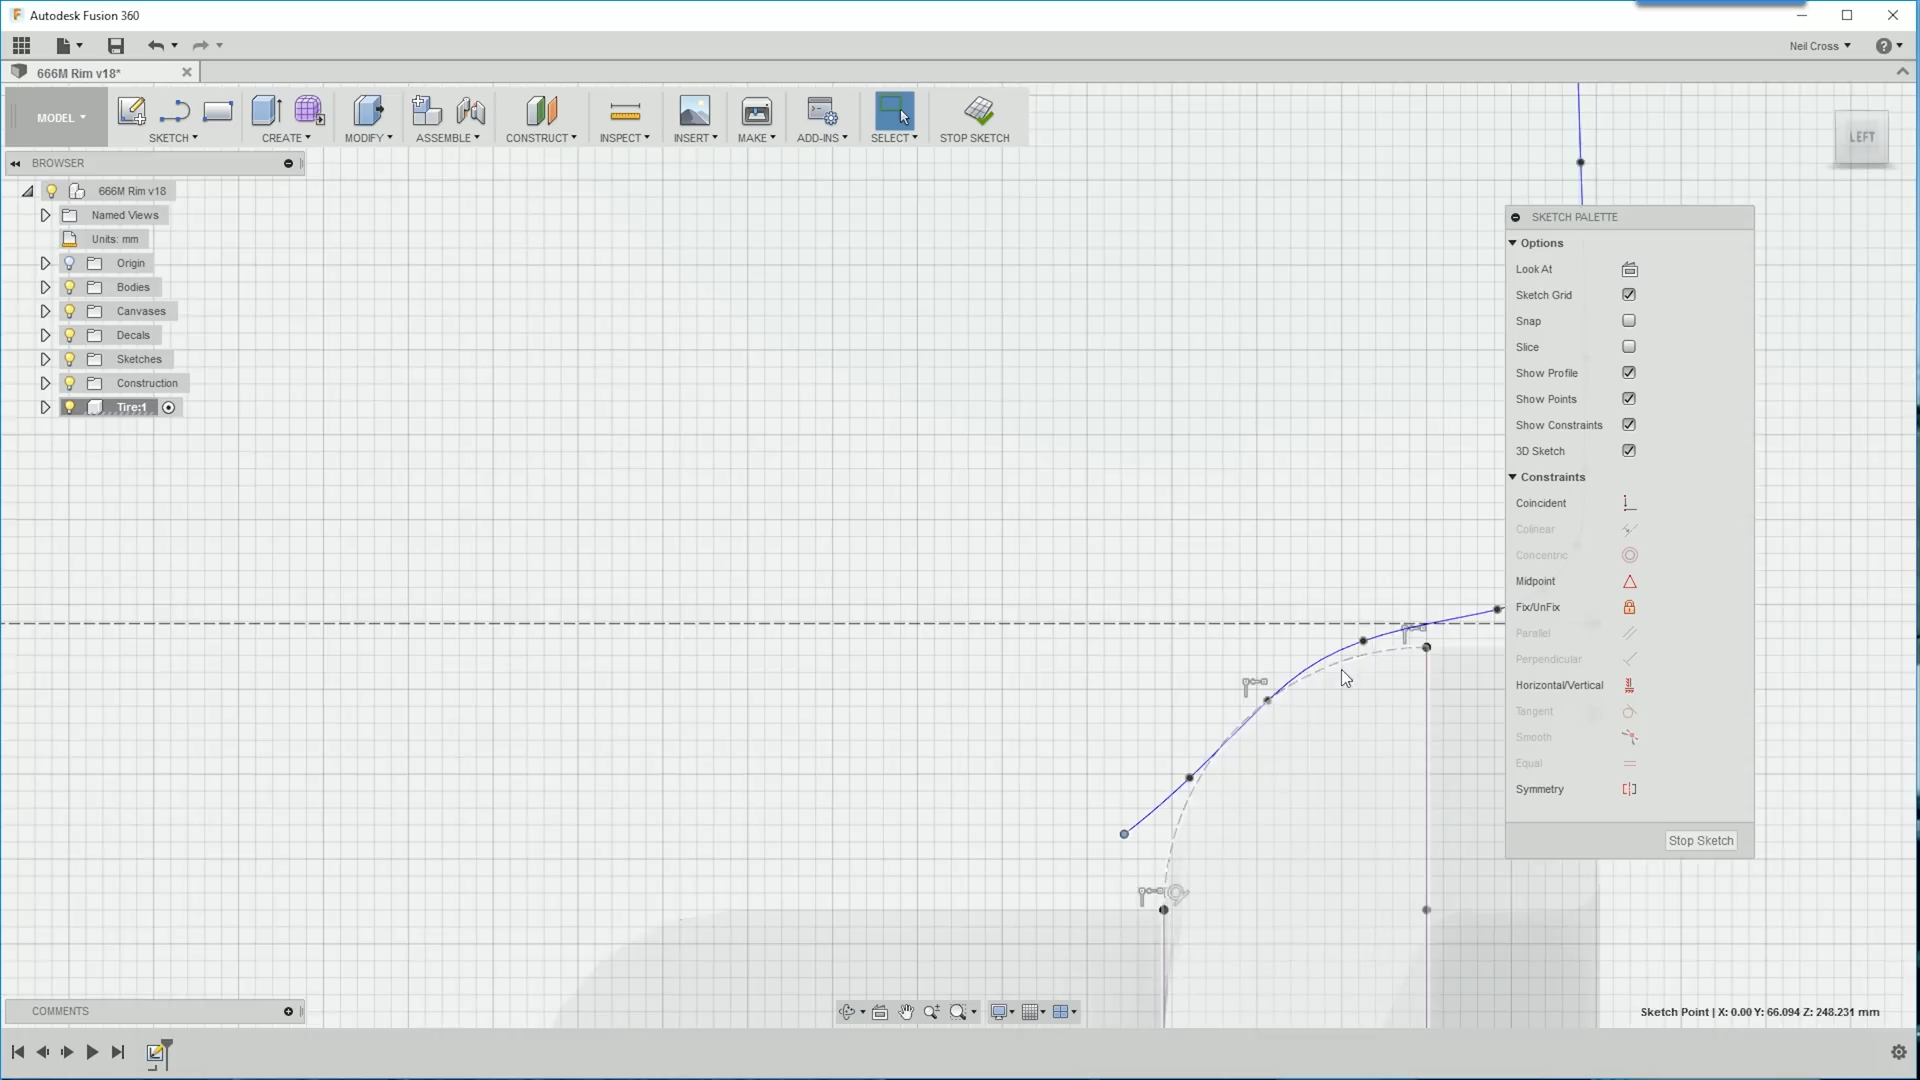 Autodesk Fusion 360
Neil Cross
666M Rim v18*
MODEL
SKETCH
CREATE
MODIFY
ASSEMBLE
CONSTRUCT
INSPECT
INSERT
MAKE
ADD-INS
SELECT
STOP SKETCH
LEFT
BROWSER
666M Rim v18
Named Views
Units: mm
Origin
Bodies
Canvases
Decals
Sketches
Construction
Tire:1
SKETCH PALETTE
Options
Look At
Sketch Grid
Snap
Slice
Show Profile
Show Points
Show Constraints
3D Sketch
Constraints
Coincident
Colinear
Concentric
Midpoint
Fix/UnFix
Parallel
Perpendicular
Horizontal/Vertical
Tangent
Smooth
Equal
Symmetry
Stop Sketch
COMMENTS
Sketch Point | X: 0.00 Y: 66.094 Z: 248.231 mm